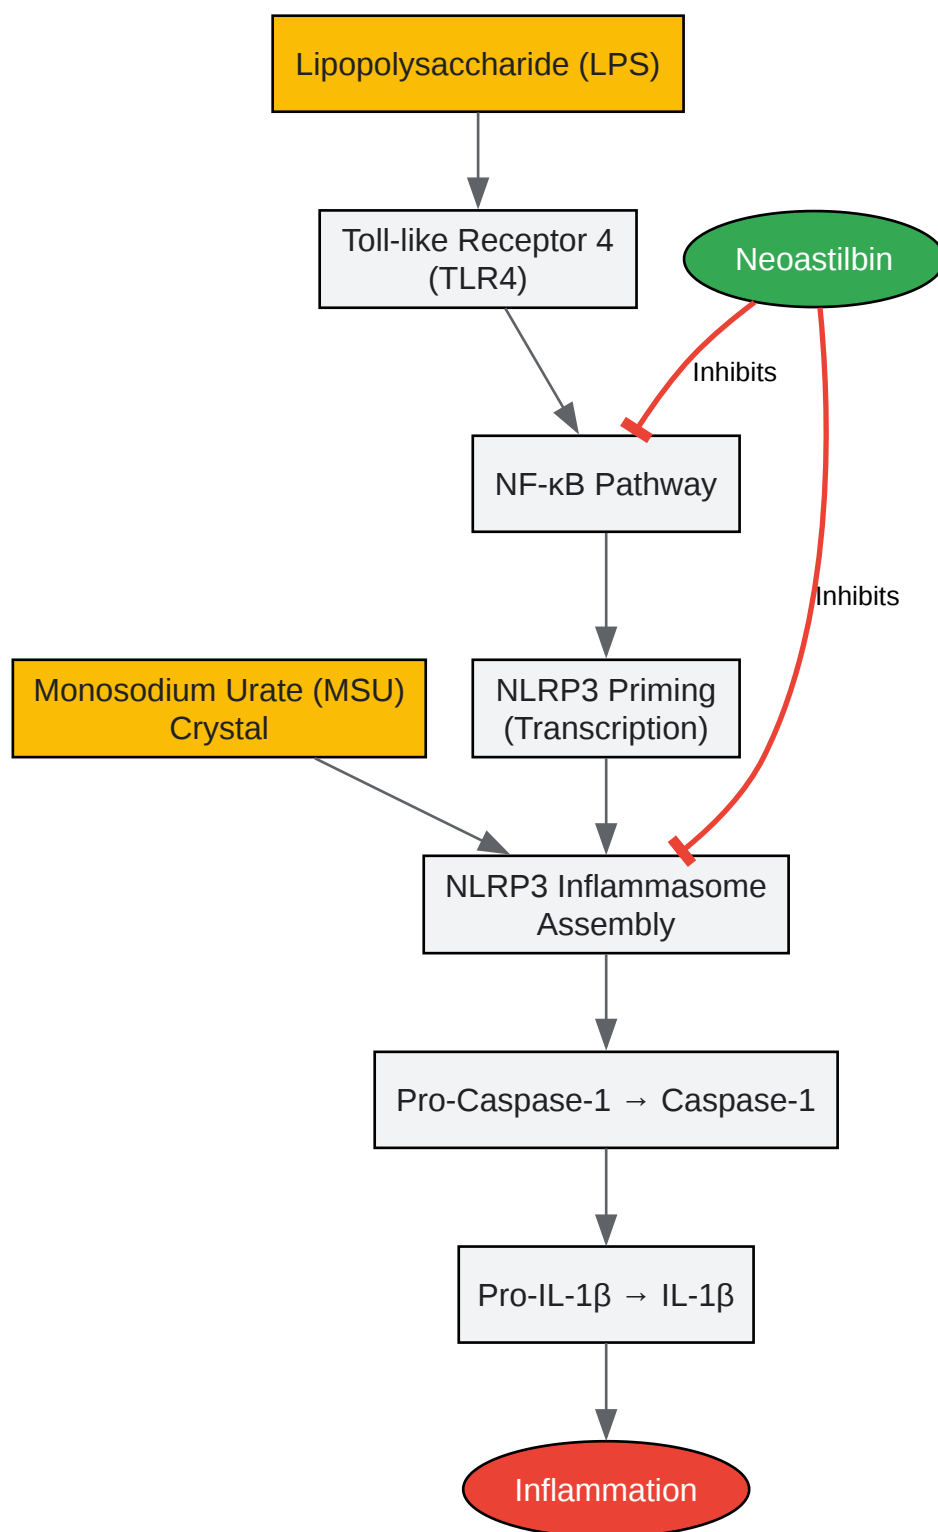 Lipopolysaccharide (LPS)
Toll-like Receptor 4
(TLR4)
Neoastilbin
Inhibits
NF-κB Pathway
Inhibits
Monosodium Urate (MSU)
Crystal
NLRP3 Priming
(Transcription)
NLRP3 Inflammasome
Assembly
Pro-Caspase-1 → Caspase-1
Pro-IL-1β → IL-1β
Inflammation